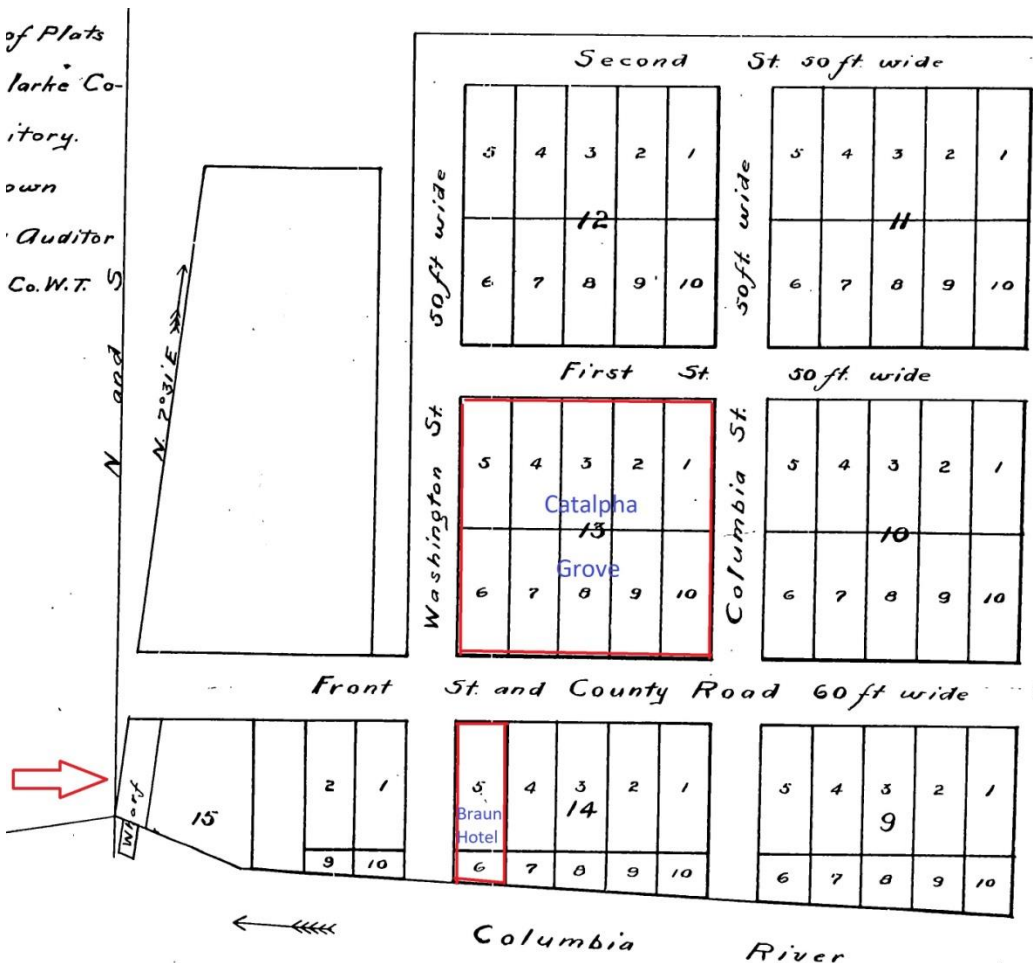 of Plats
larke Co-
itory.
own
Auditor
Co. W.T.
N and S
N. 7°31' E
Second St. 50 ft wide
50 ft wide
5 4 3 2 1
12
6 7 8 9 10
50 ft wide
5 4 3 2 1
11
6 7 8 9 10
First St. 50 ft. wide
Washington St.
5 4 3 2 1
Catalpha
13
Grove
6 7 8 9 10
Columbia St.
5 4 3 2 1
10
6 7 8 9 10
Front St. and County Road 60 ft wide
Wharf
15
2 1
9 10
5 4 3 2 1
14
Braun
Hotel
6 7 8 9 10
5 4 3 2 1
9
6 7 8 9 10
Columbia River